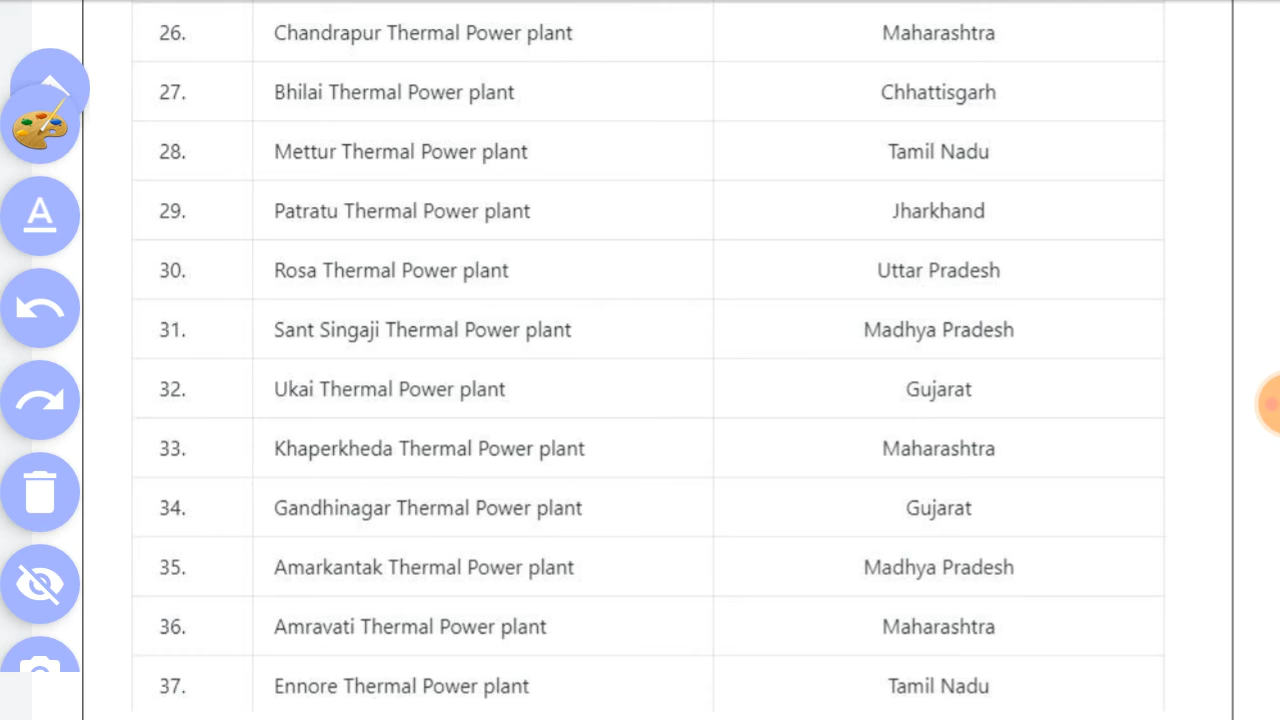 26. Chandrapur Thermal Power plant Maharashtra
27. Bhilai Thermal Power plant Chhattisgarh
28. Mettur Thermal Power plant Tamil Nadu
29. Patratu Thermal Power plant Jharkhand
30. Rosa Thermal Power plant Uttar Pradesh
31. Sant Singaji Thermal Power plant Madhya Pradesh
32. Ukai Thermal Power plant Gujarat
33. Khaperkheda Thermal Power plant Maharashtra
34. Gandhinagar Thermal Power plant Gujarat
35. Amarkantak Thermal Power plant Madhya Pradesh
36. Amravati Thermal Power plant Maharashtra
37. Ennore Thermal Power plant Tamil Nadu
A